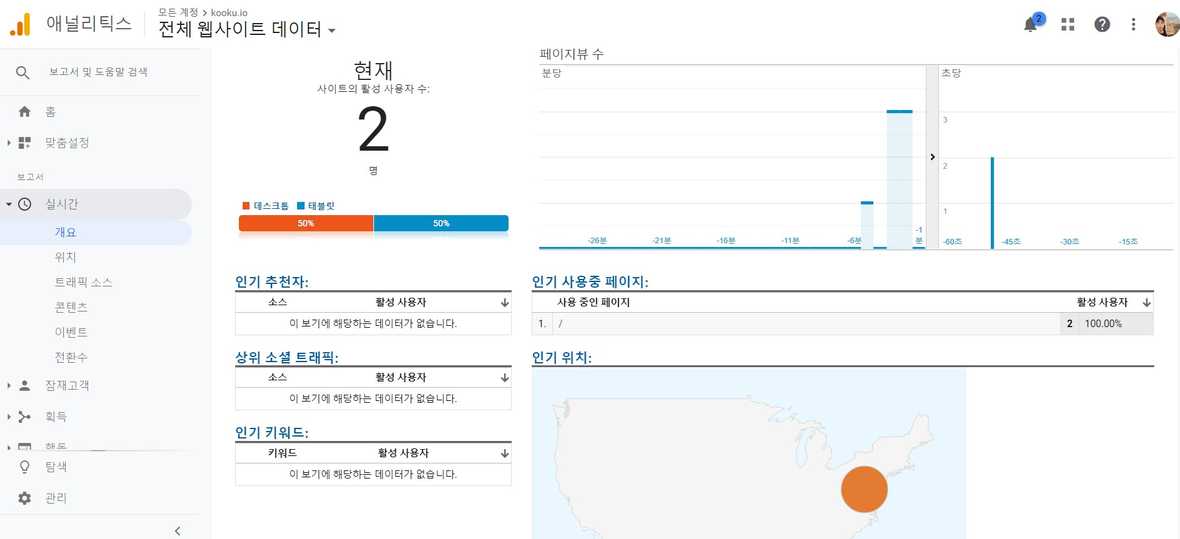 애널리틱스
모든 계정 > kooku.io
전체 웹사이트 데이터
2
보고서 및 도움말 검색
홈
맞춤설정
보고서
실시간
개요
위치
트래픽 소스
콘텐츠
이벤트
전환수
잠재고객
획득
행동
탐색
관리
현재
사이트의 활성 사용자 수:
2
명
데스크톱 태블릿
50% 50%
페이지뷰 수
분당 초당
3
2
1
-26분 -21분 -16분 -11분 -6분 -1분
-60초 -45초 -30초 -15초
인기 추천자:
소스 활성 사용자
이 보기에 해당하는 데이터가 없습니다.
상위 소셜 트래픽:
소스 활성 사용자
이 보기에 해당하는 데이터가 없습니다.
인기 키워드:
키워드 활성 사용자
이 보기에 해당하는 데이터가 없습니다.
인기 사용중 페이지:
사용 중인 페이지 활성 사용자
1. / 2 100.00%
인기 위치: